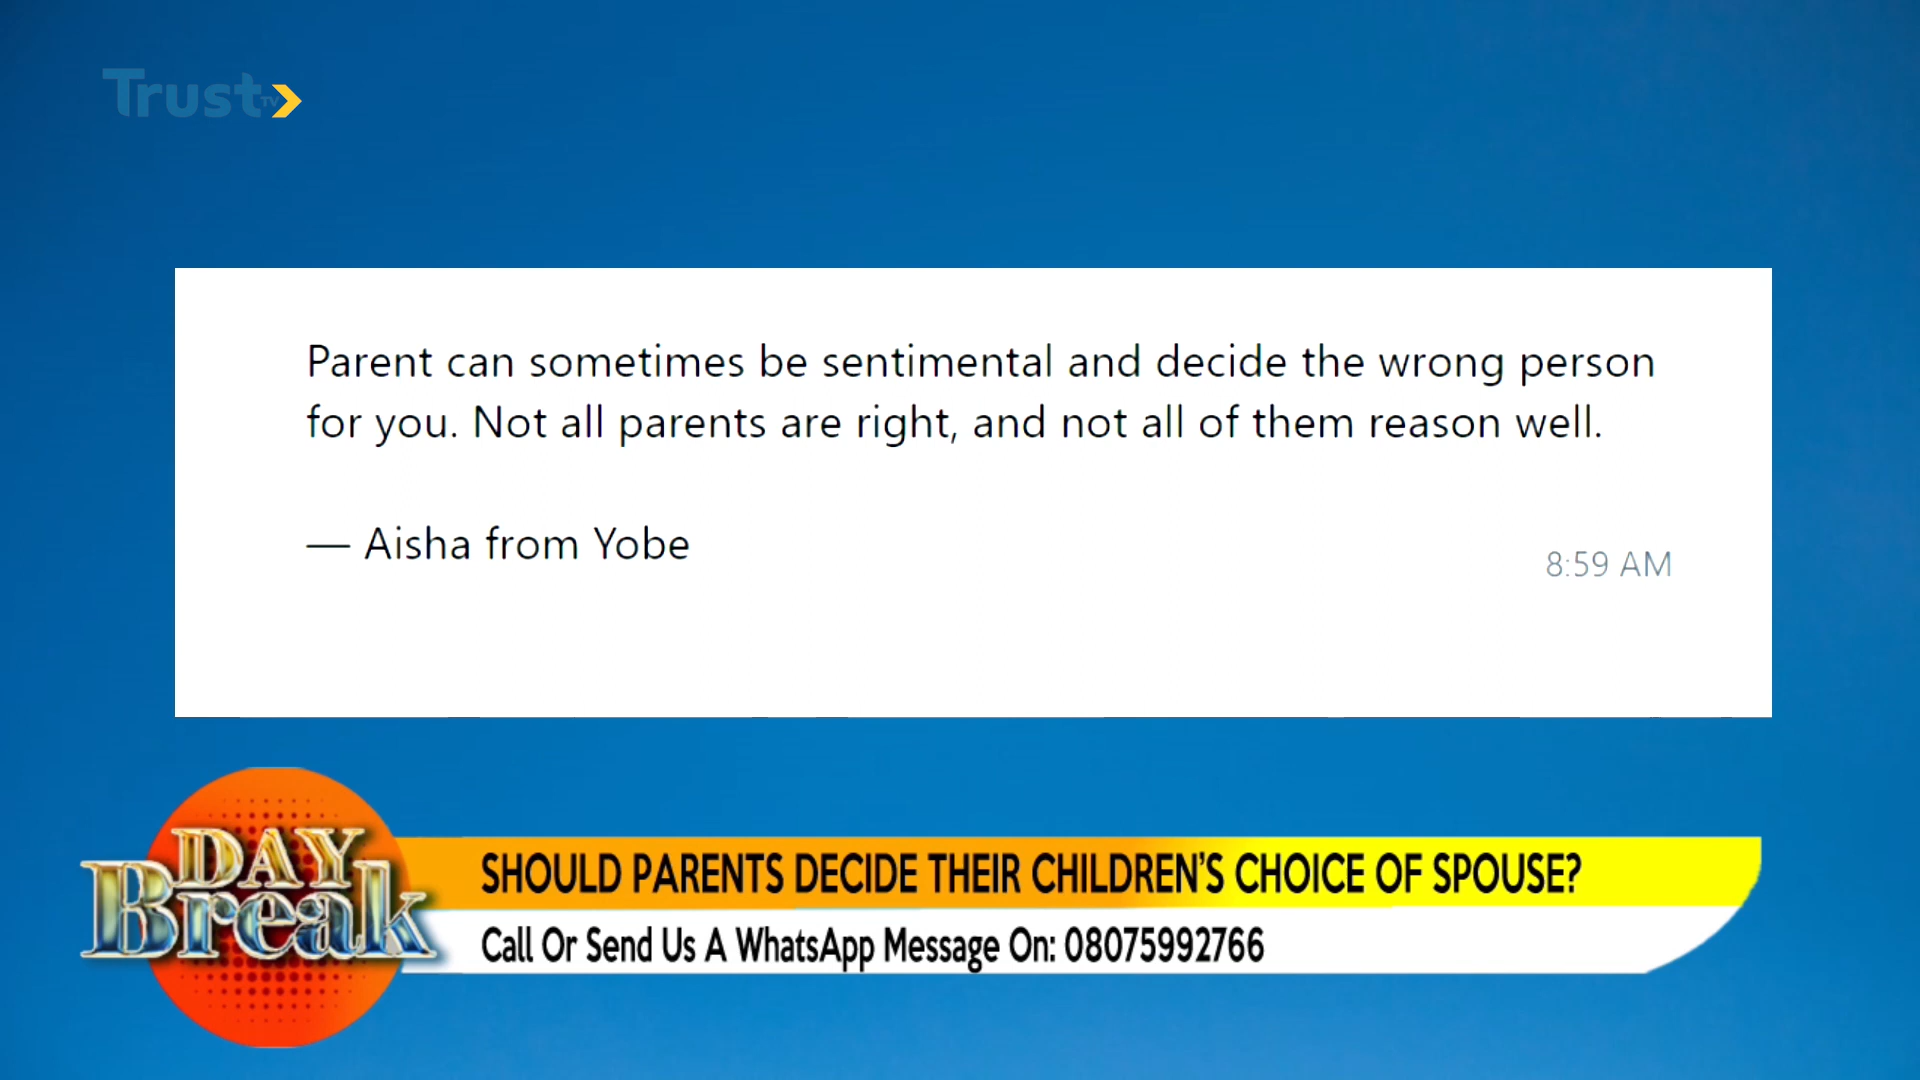 Trust TV
Parent can sometimes be sentimental and decide the wrong person
for you. Not all parents are right, and not all of them reason well.
— Aisha from Yobe
8:59 AM
DAY
Break
SHOULD PARENTS DECIDE THEIR CHILDREN'S CHOICE OF SPOUSE?
Call Or Send Us A WhatsApp Message On: 08075992766